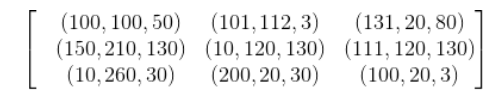 (100, 100, 50) (101, 112, 3) (131, 20, 80)
(150, 210, 130) (10, 120, 130) (111, 120, 130)
(10, 260, 30) (200, 20, 30) (100, 20, 3)